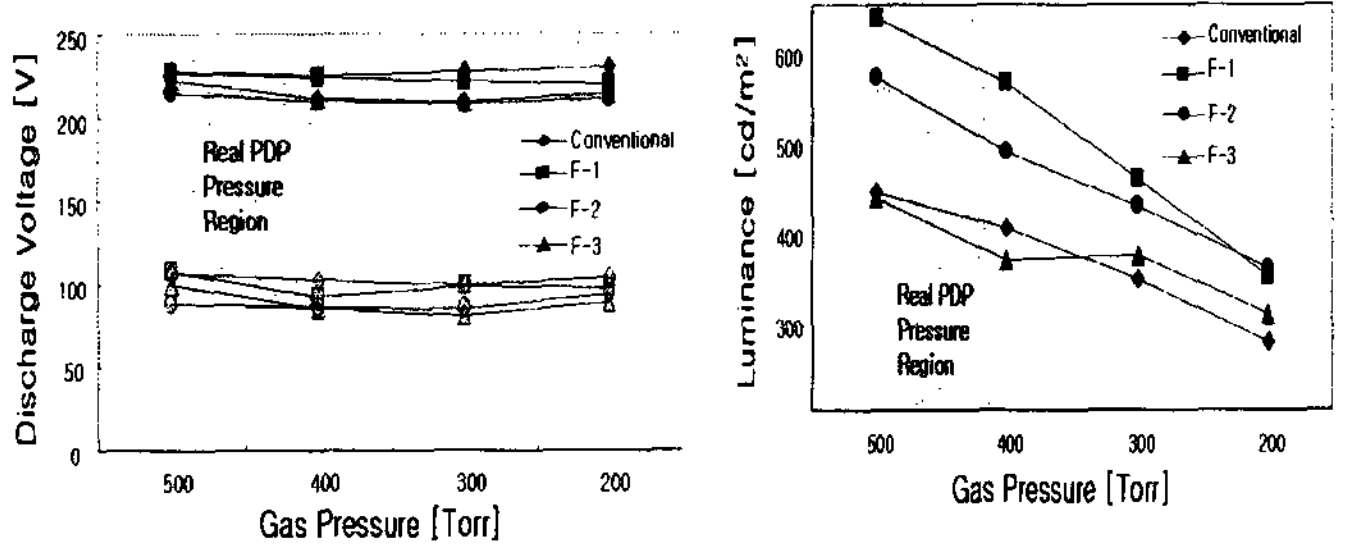 Discharge Voltage [V]
250
200
150
100
50
0
Real PDP
Pressure
Region
Conventional
F-1
F-2
F-3
500
400
300
200
Gas Pressure [Torr]
Luminance [cd/m²]
600
500
400
300
Conventional
F-1
F-2
F-3
Real PDP
Pressure
Region
500
400
300
200
Gas Pressure [Torr]